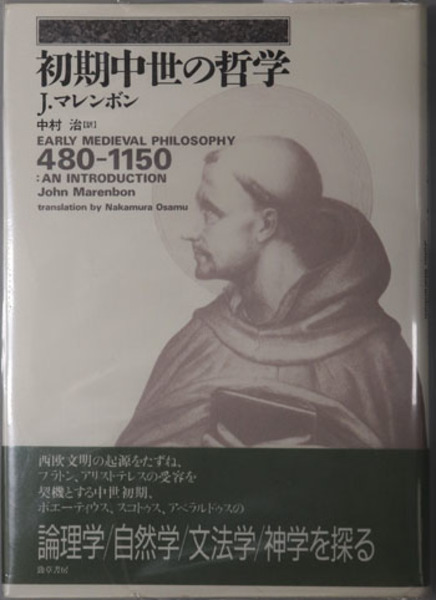 初期中世の哲学
J.マレンボン
中村 治[訳]
EARLY MEDIEVAL PHILOSOPHY
480-1150
:AN INTRODUCTION
John Marenbon
translation by Nakamura Osamu
西欧文明の起源をたずね、
プラトン、アリストテレスの受容を
契機とする中世初期。
ボエーティウス、スコトゥス、アベラルドゥスの
論理学/自然学/文法学/神学を探る
勁草書房